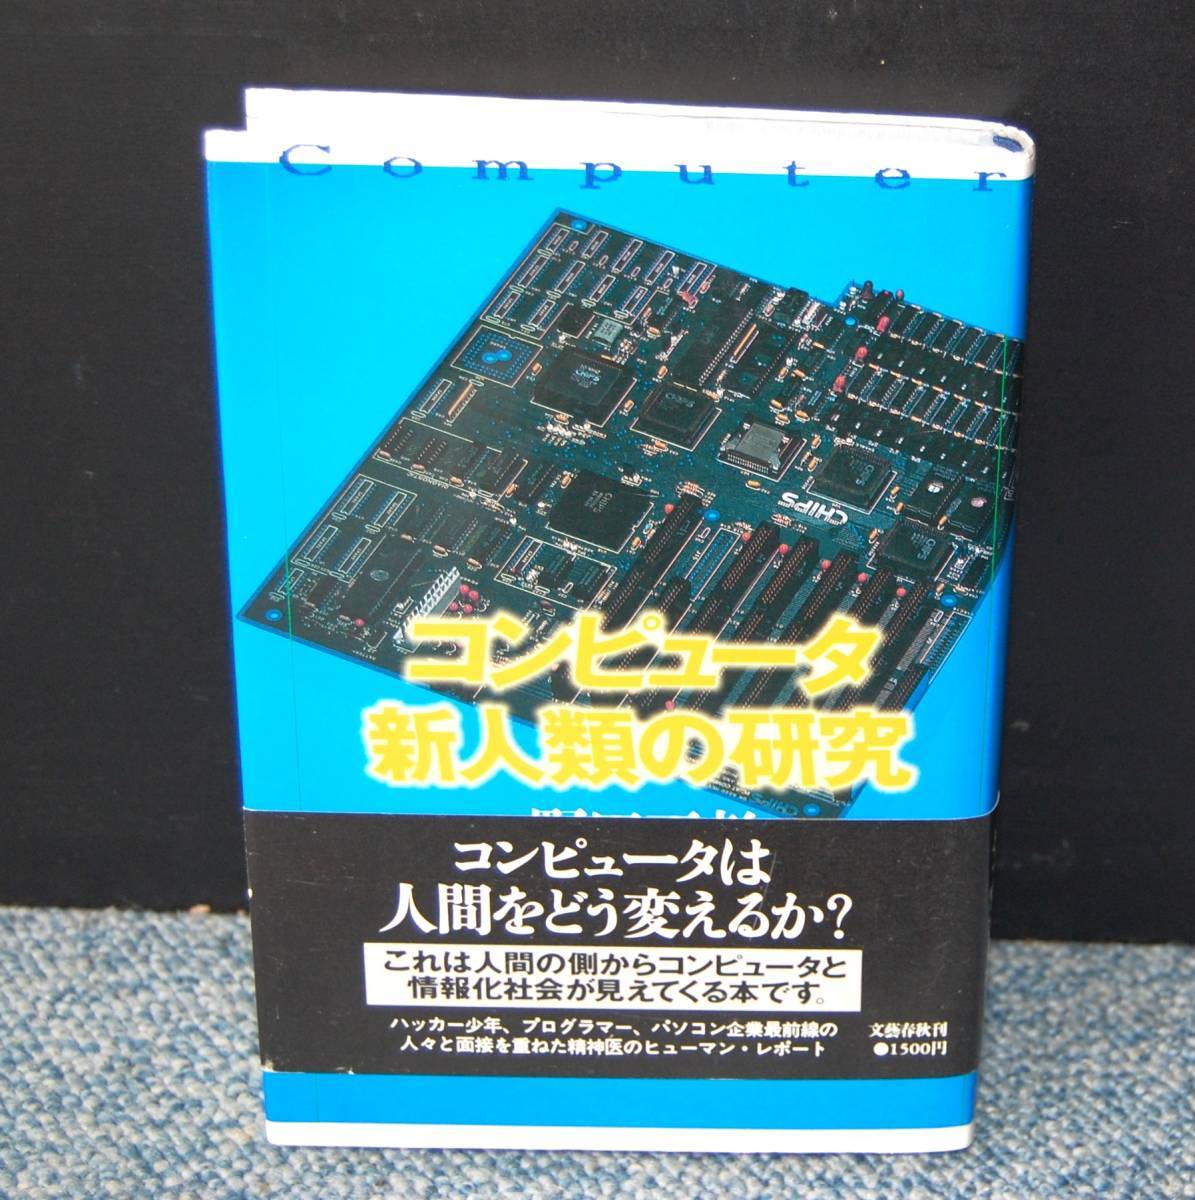 Computer
CHIPS
コンピュータ
新人類の研究
コンピュータは
人間をどう変えるか?
これは人間の側からコンピュータと
情報化社会が見えてくる本です。
ハッカー少年、プログラマー、パソコン企業最前線の
人々と面接を重ねた精神医のヒューマン・レポート
文藝春秋刊
●1500円